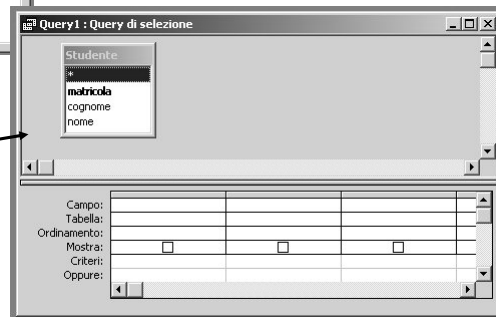 Query1 : Query di selezione
Studente
*
matricola
cognome
nome
Campo:
Tabella:
Ordinamento:
Mostra:
Criteri:
Oppure: